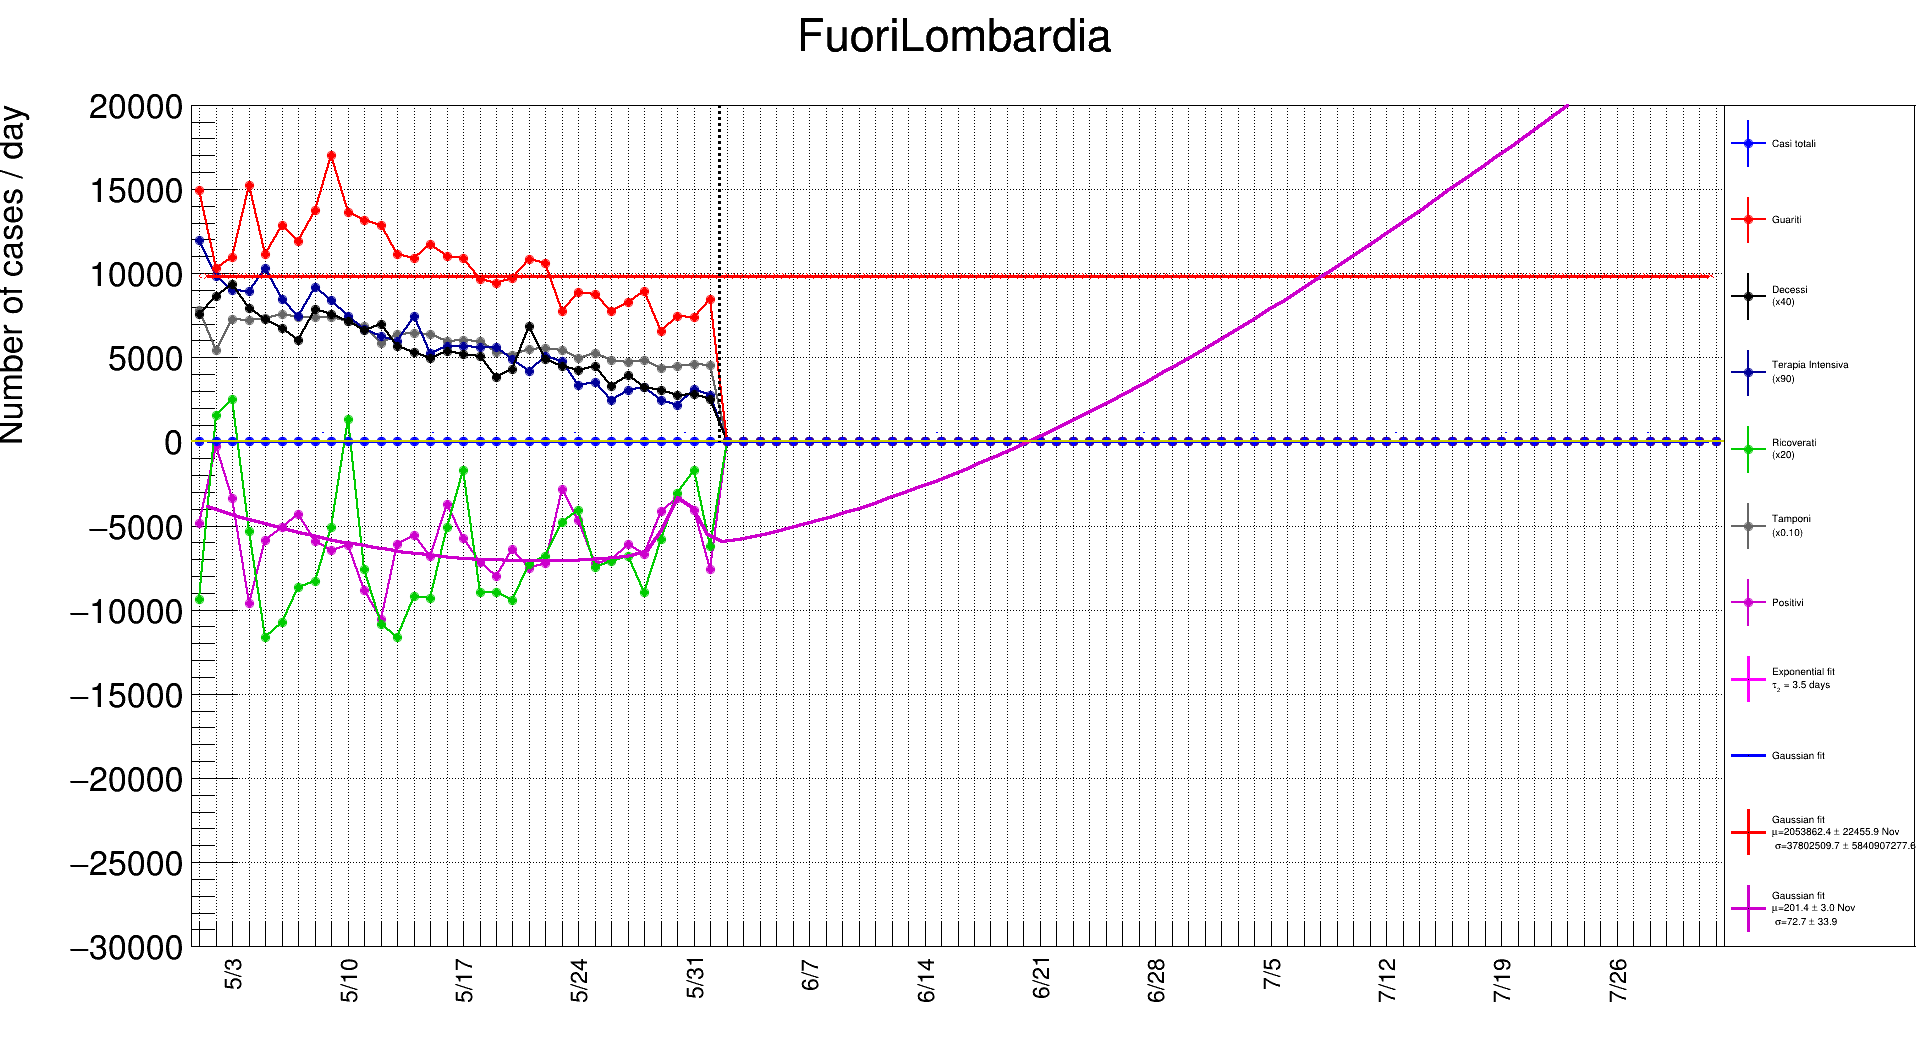 FuoriLombardia
Number of cases / day
20000
15000
10000
5000
0
−5000
−10000
−15000
−20000
−25000
−30000
5/3
5/10
5/17
5/24
5/31
6/7
6/14
6/21
6/28
7/5
7/12
7/19
7/26
Casi totali
Guariti
Decessi
(x40)
Terapia Intensiva
(x90)
Ricoverati
(x20)
Tamponi
(x0.10)
Positivi
Exponential fit
τ2 = 3.5 days
Gaussian fit
Gaussian fit
μ=2053862.4 ± 22455.9 Nov
σ=37802509.7 ± 5840907277.6
Gaussian fit
μ=201.4 ± 3.0 Nov
σ=72.7 ± 33.9